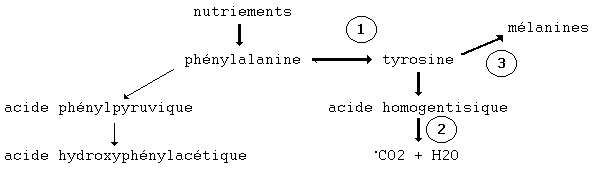 nutriements
1
mélanines
phénylalanine
tyrosine
3
acide phénylpyruvique
acide homogentisique
2
acide hydroxyphénylacétique
CO2 + H2O